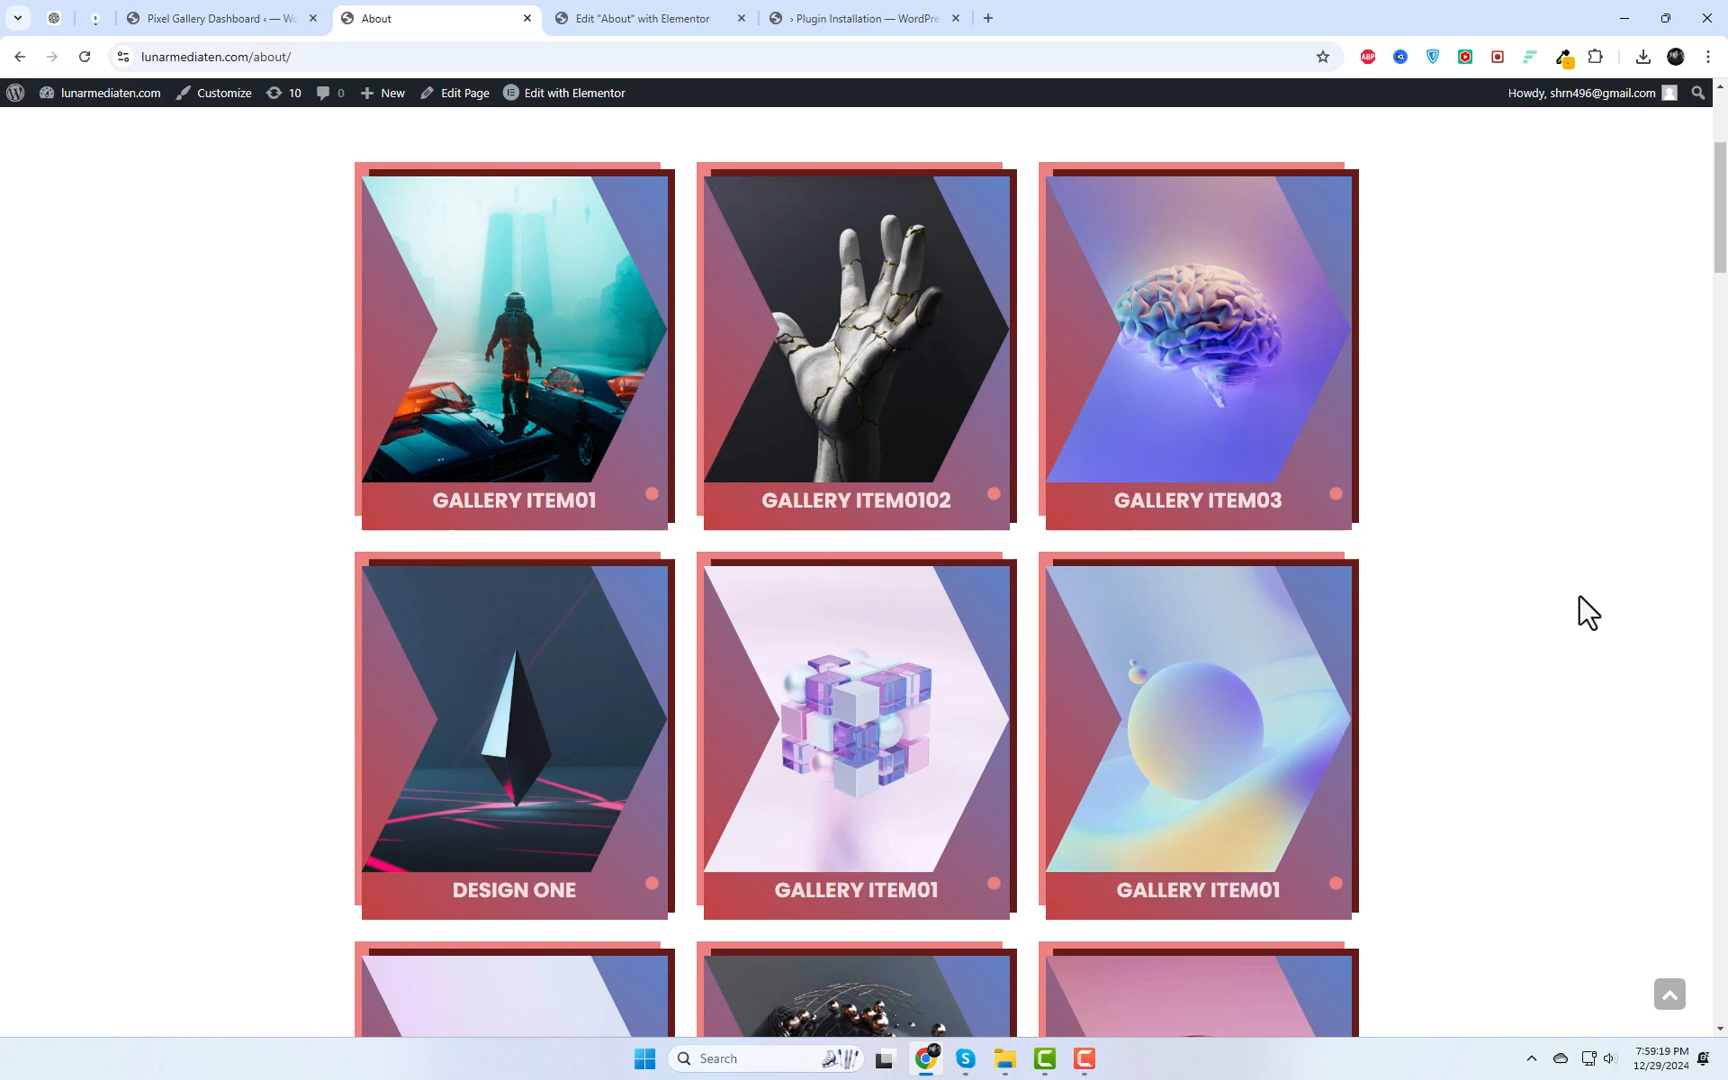 Pixel Gallery Dashboard ‹ — Wo
About
Edit "About" with Elementor
› Plugin Installation — WordPre
lunarmediaten.com/about/
ABP
lunarmediaten.com
Customize
10
0
New
Edit Page
Edit with Elementor
Howdy, shrn496@gmail.com
GALLERY ITEM01
GALLERY ITEM0102
GALLERY ITEM03
DESIGN ONE
GALLERY ITEM01
GALLERY ITEM01
Search
7:59:19 PM
12/29/2024